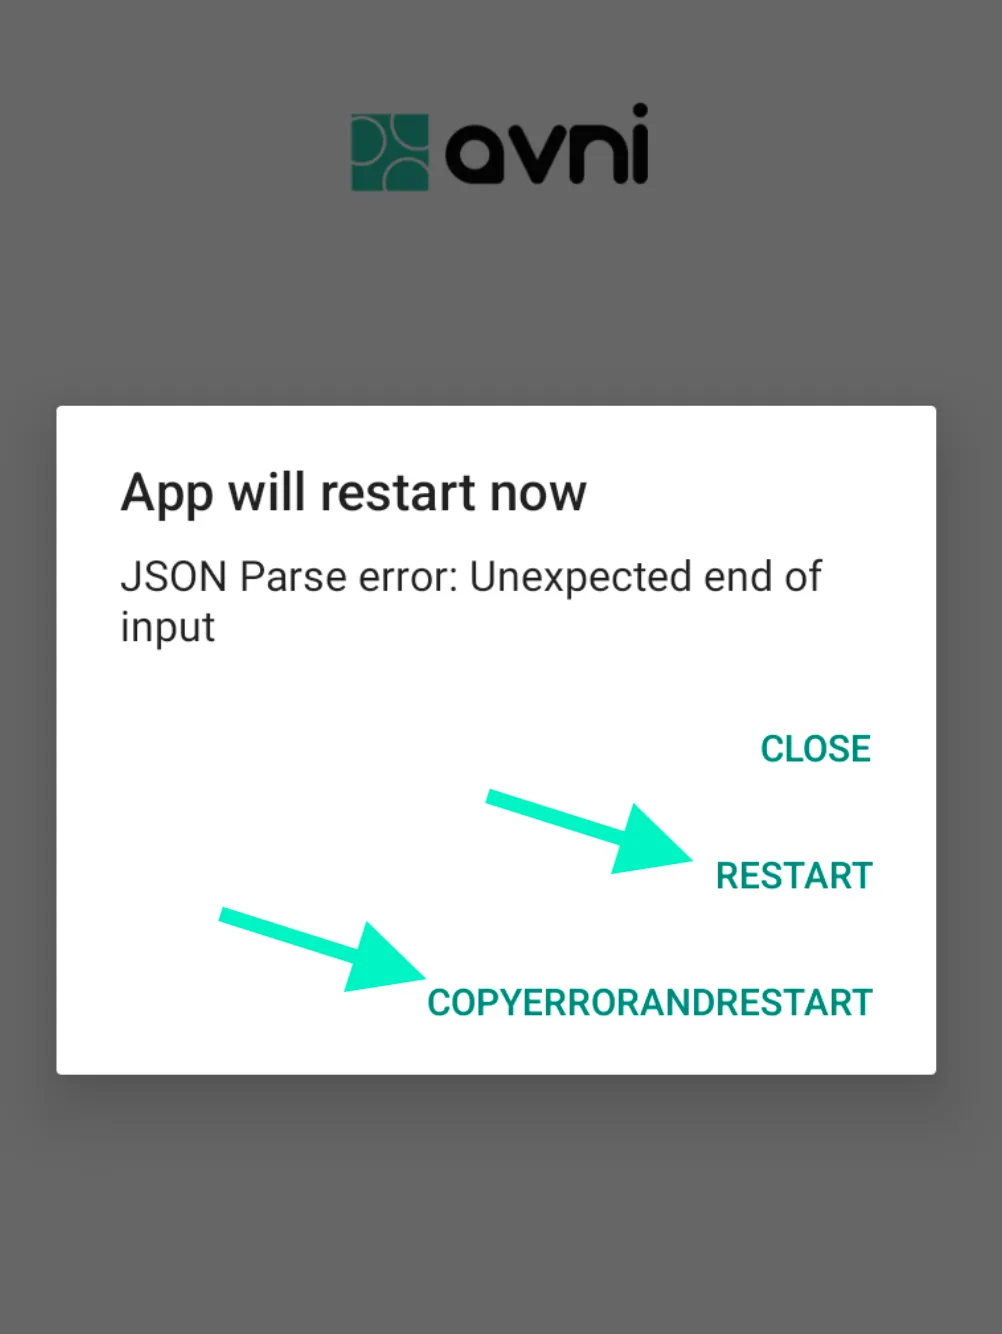 avni
App will restart now
JSON Parse error: Unexpected end of
input
CLOSE
RESTART
COPYERRORANDRESTART